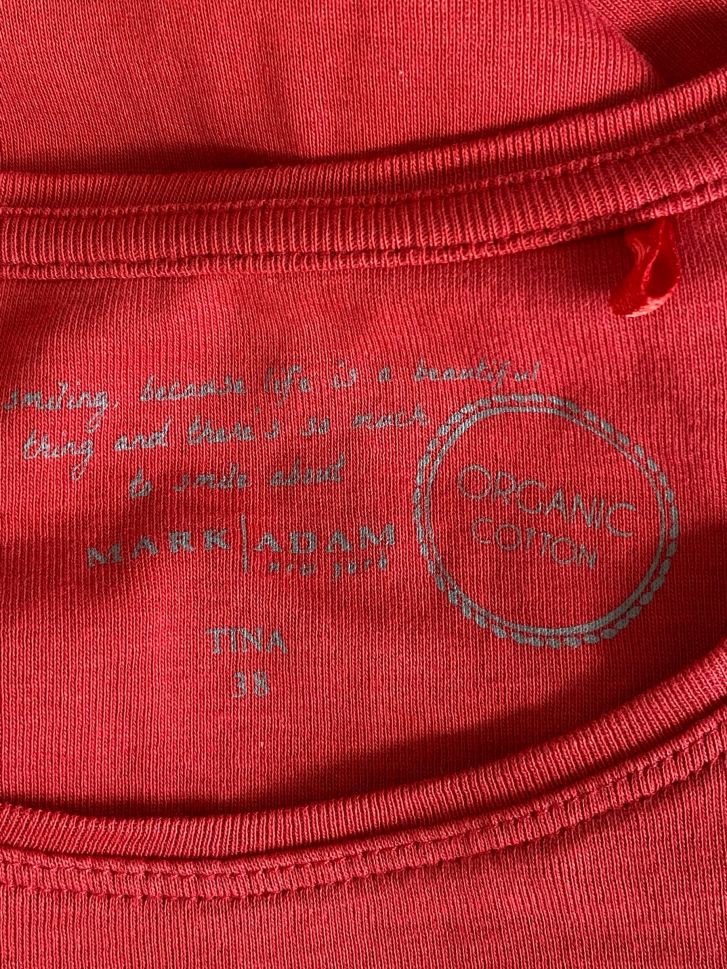 smiling, because life is a beautiful
thing and there's so much
to smile about
MARK|ADAM
new york
TINA
38
ORGANIC
COTTON